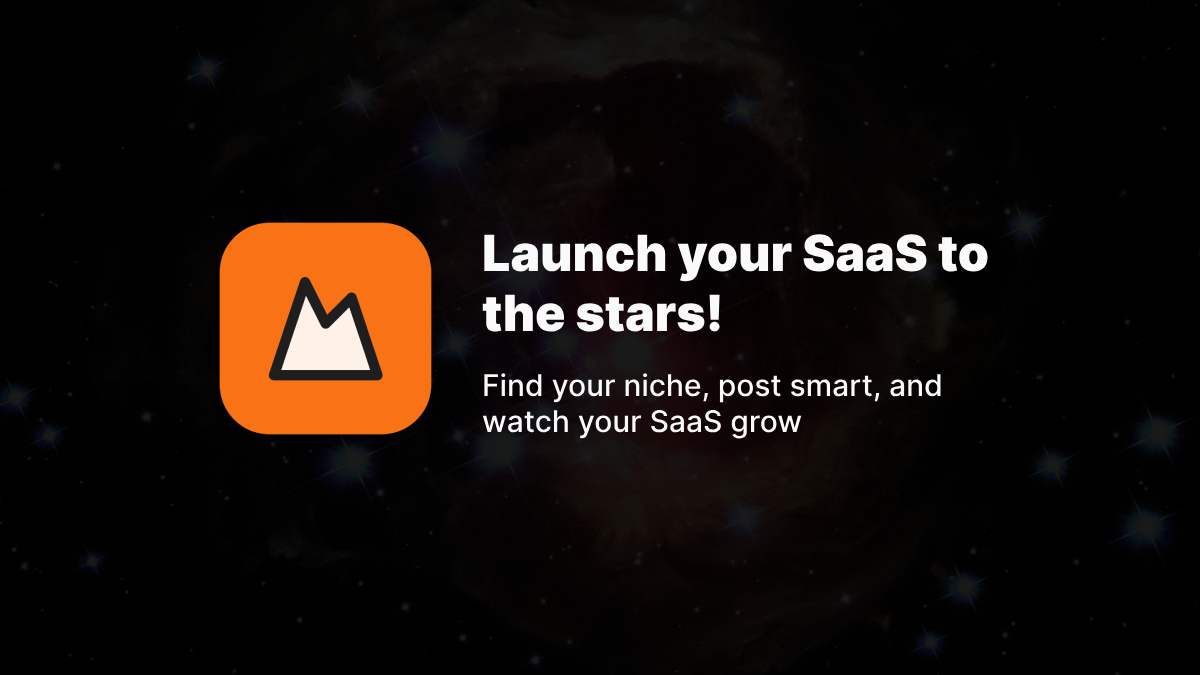 Launch your SaaS to
the stars!
Find your niche, post smart, and
watch your SaaS grow